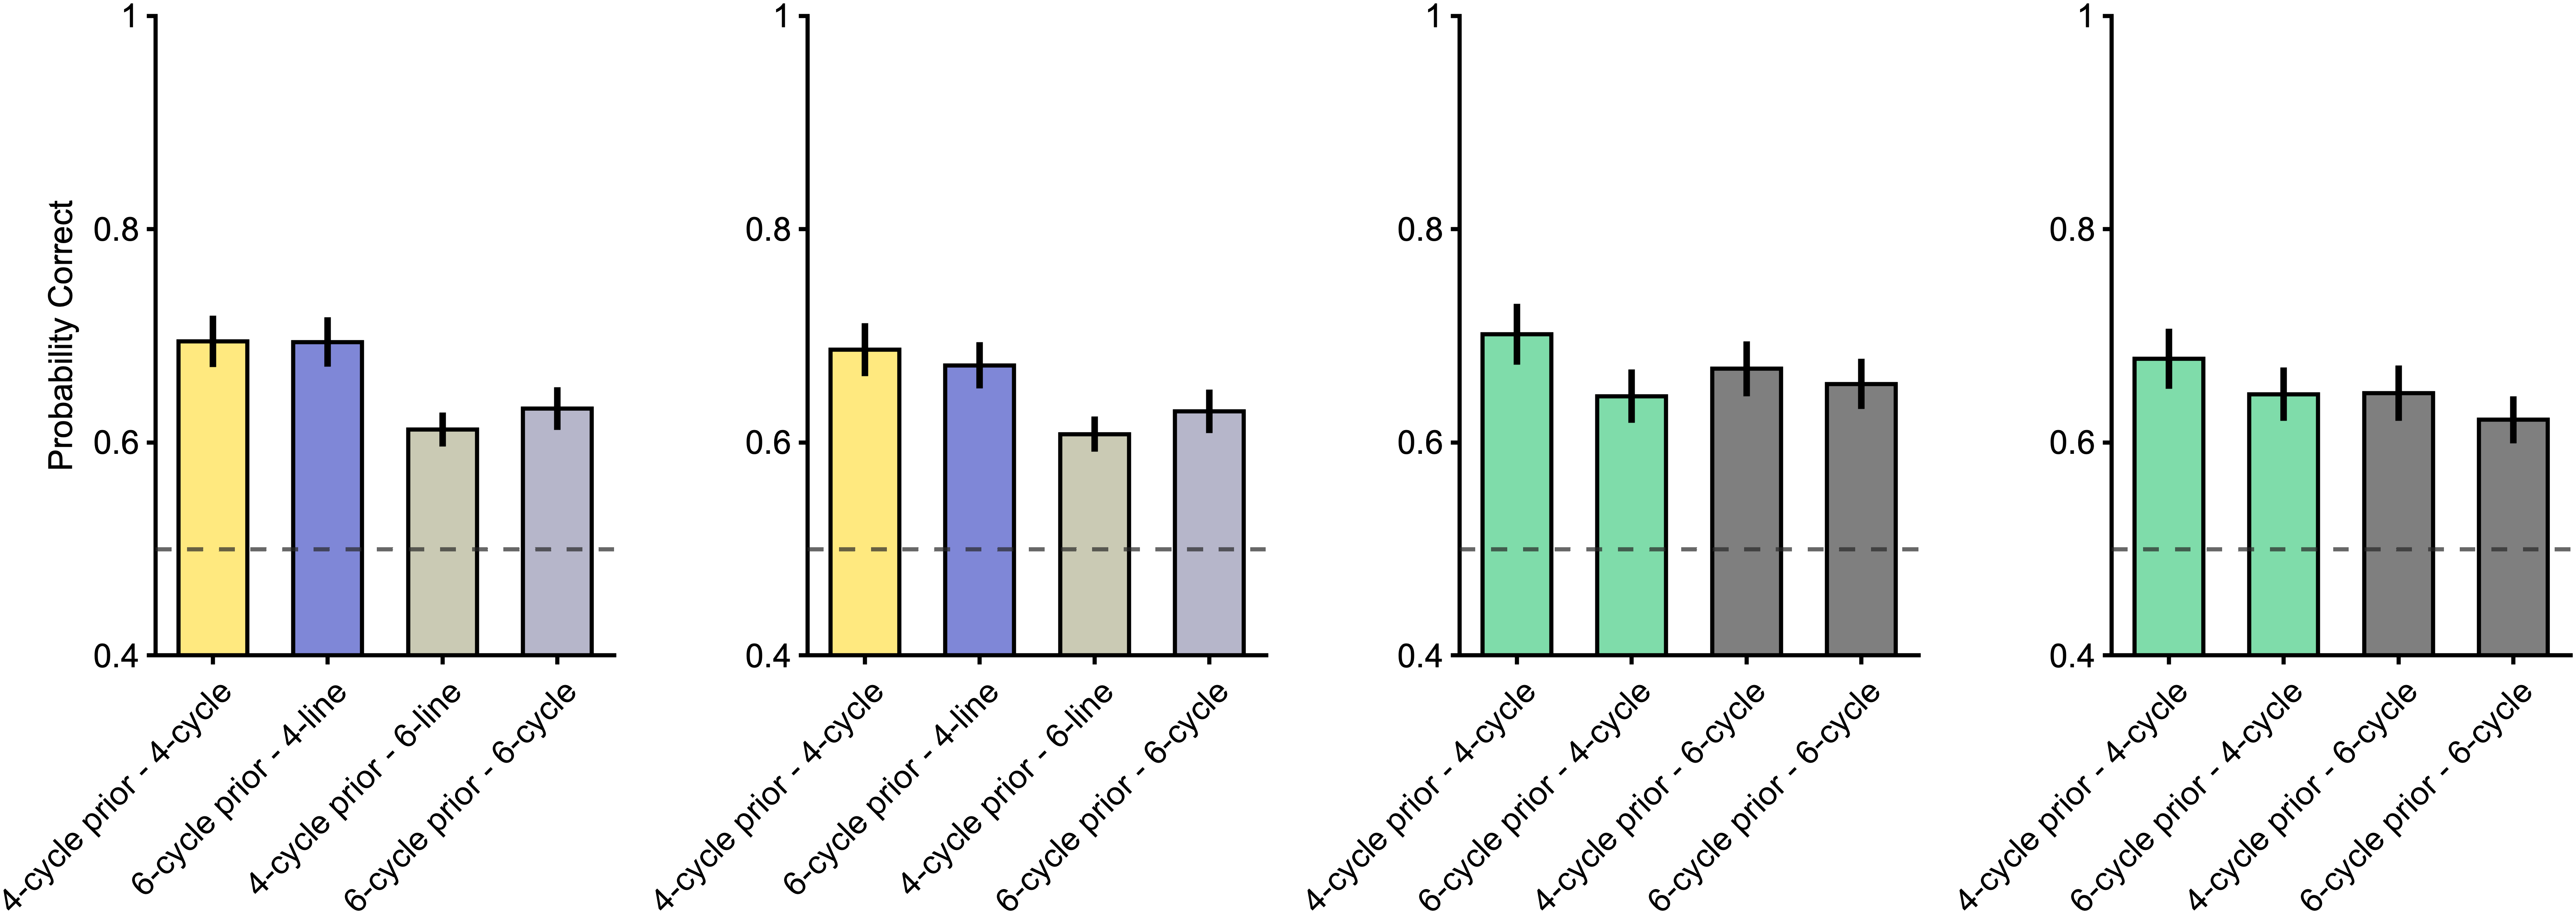 Probability Correct
1
0.8
0.6
0.4
4-cycle prior - 4-cycle
6-cycle prior - 4-line
4-cycle prior - 6-line
6-cycle prior - 6-cycle
1
0.8
0.6
0.4
4-cycle prior - 4-cycle
6-cycle prior - 4-line
4-cycle prior - 6-line
6-cycle prior - 6-cycle
1
0.8
0.6
0.4
4-cycle prior - 4-cycle
6-cycle prior - 4-cycle
4-cycle prior - 6-cycle
6-cycle prior - 6-cycle
1
0.8
0.6
0.4
4-cycle prior - 4-cycle
6-cycle prior - 4-cycle
4-cycle prior - 6-cycle
6-cycle prior - 6-cycle